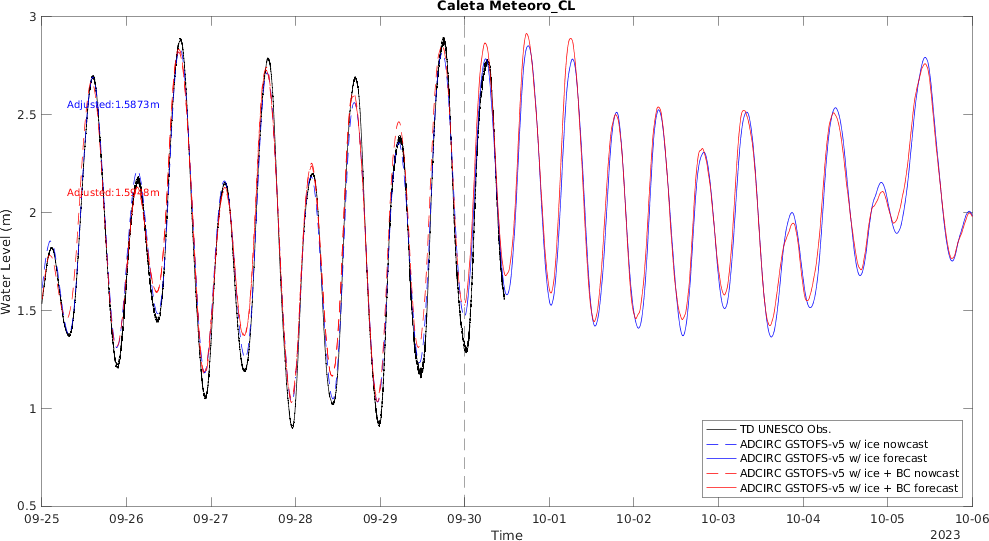 Caleta Meteoro_CL
3
2.5
2
1.5
1
0.5
Water Level (m)
Adjusted:1.5873m
TD UNESCO Obs.
ADCIRC GSTOFS-v5 w/ ice nowcast
ADCIRC GSTOFS-v5 w/ ice forecast
ADCIRC GSTOFS-v5 w/ ice + BC nowcast
ADCIRC GSTOFS-v5 w/ ice + BC forecast
09-25 09-26 09-27 09-28 09-29 09-30 10-01 10-02 10-03 10-04 10-05 10-06
Time
2023